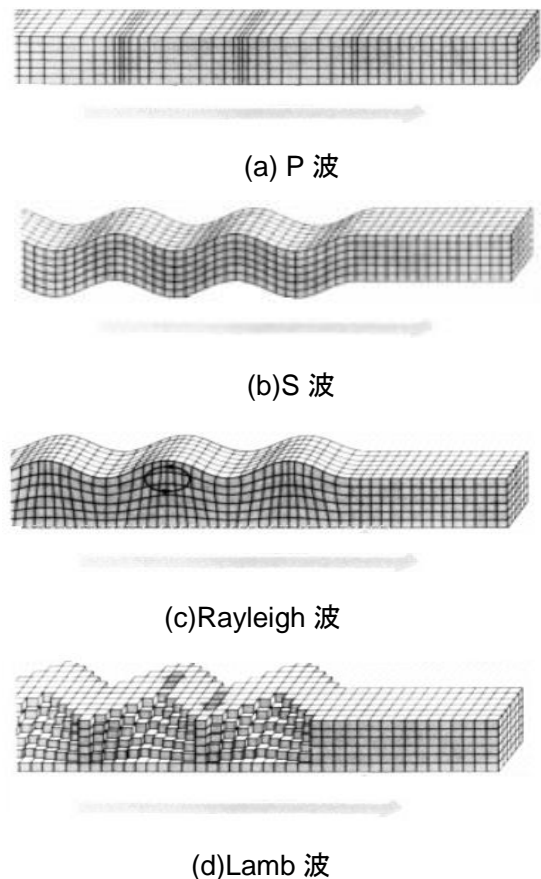 (a) P 波
(b)S 波
(c)Rayleigh 波
(d)Lamb 波